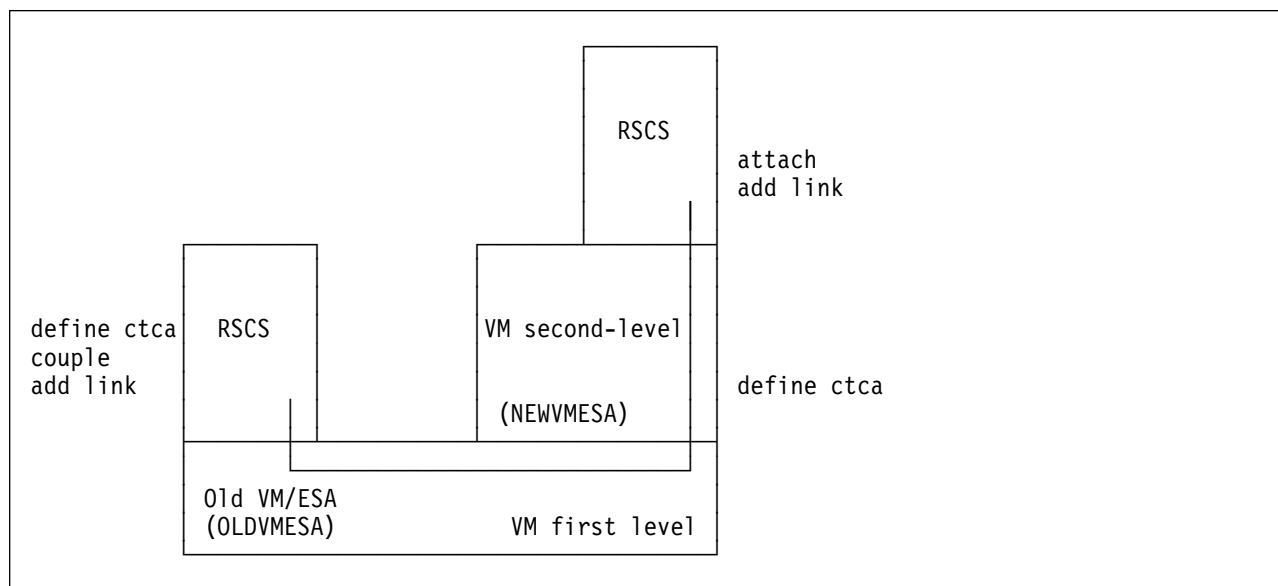 RSCS
attach
add link
define ctca
couple
add link
RSCS
VM second-level
(NEWVMESA)
define ctca
Old VM/ESA
(OLDVMESA)
VM first level